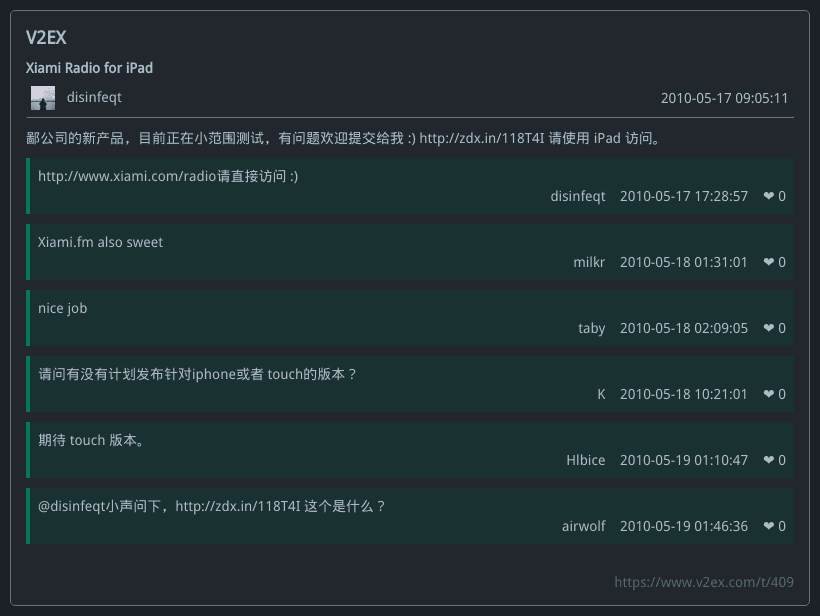 V2EX
Xiami Radio for iPad
disinfeqt 2010-05-17 09:05:11
鄙公司的新产品，目前正在小范围测试，有问题欢迎提交给我 :) http://zdx.in/118T4I 请使用 iPad 访问。
http://www.xiami.com/radio请直接访问 :)
disinfeqt 2010-05-17 17:28:57 ❤ 0
Xiami.fm also sweet
milkr 2010-05-18 01:31:01 ❤ 0
nice job
taby 2010-05-18 02:09:05 ❤ 0
请问有没有计划发布针对iphone或者 touch的版本？
K 2010-05-18 10:21:01 ❤ 0
期待 touch 版本。
Hlbice 2010-05-19 01:10:47 ❤ 0
@disinfeqt小声问下，http://zdx.in/118T4I 这个是什么？
airwolf 2010-05-19 01:46:36 ❤ 0
https://www.v2ex.com/t/409